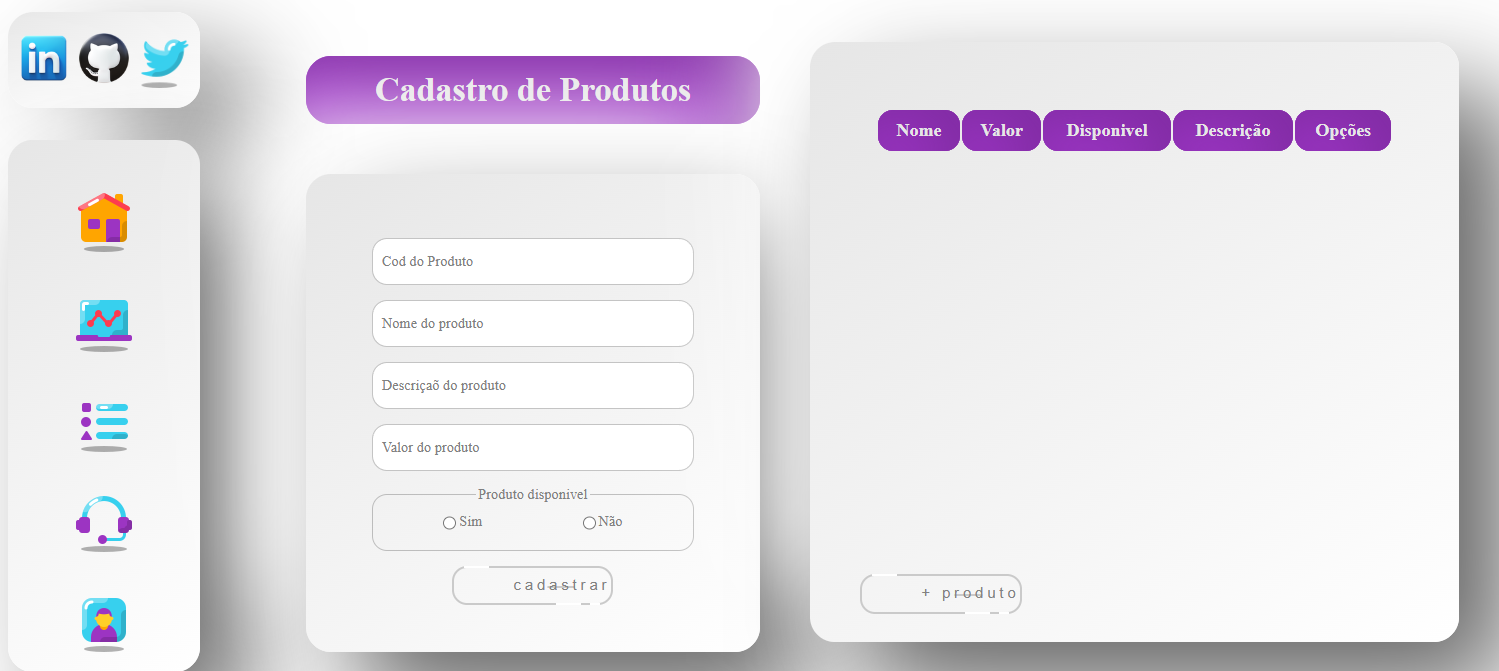 in
Cadastro de Produtos
Cod do Produto
Nome do produto
Descriçaõ do produto
Valor do produto
Produto disponivel
Sim Não
cadastrar
Nome Valor Disponivel Descrição Opções
+ produto